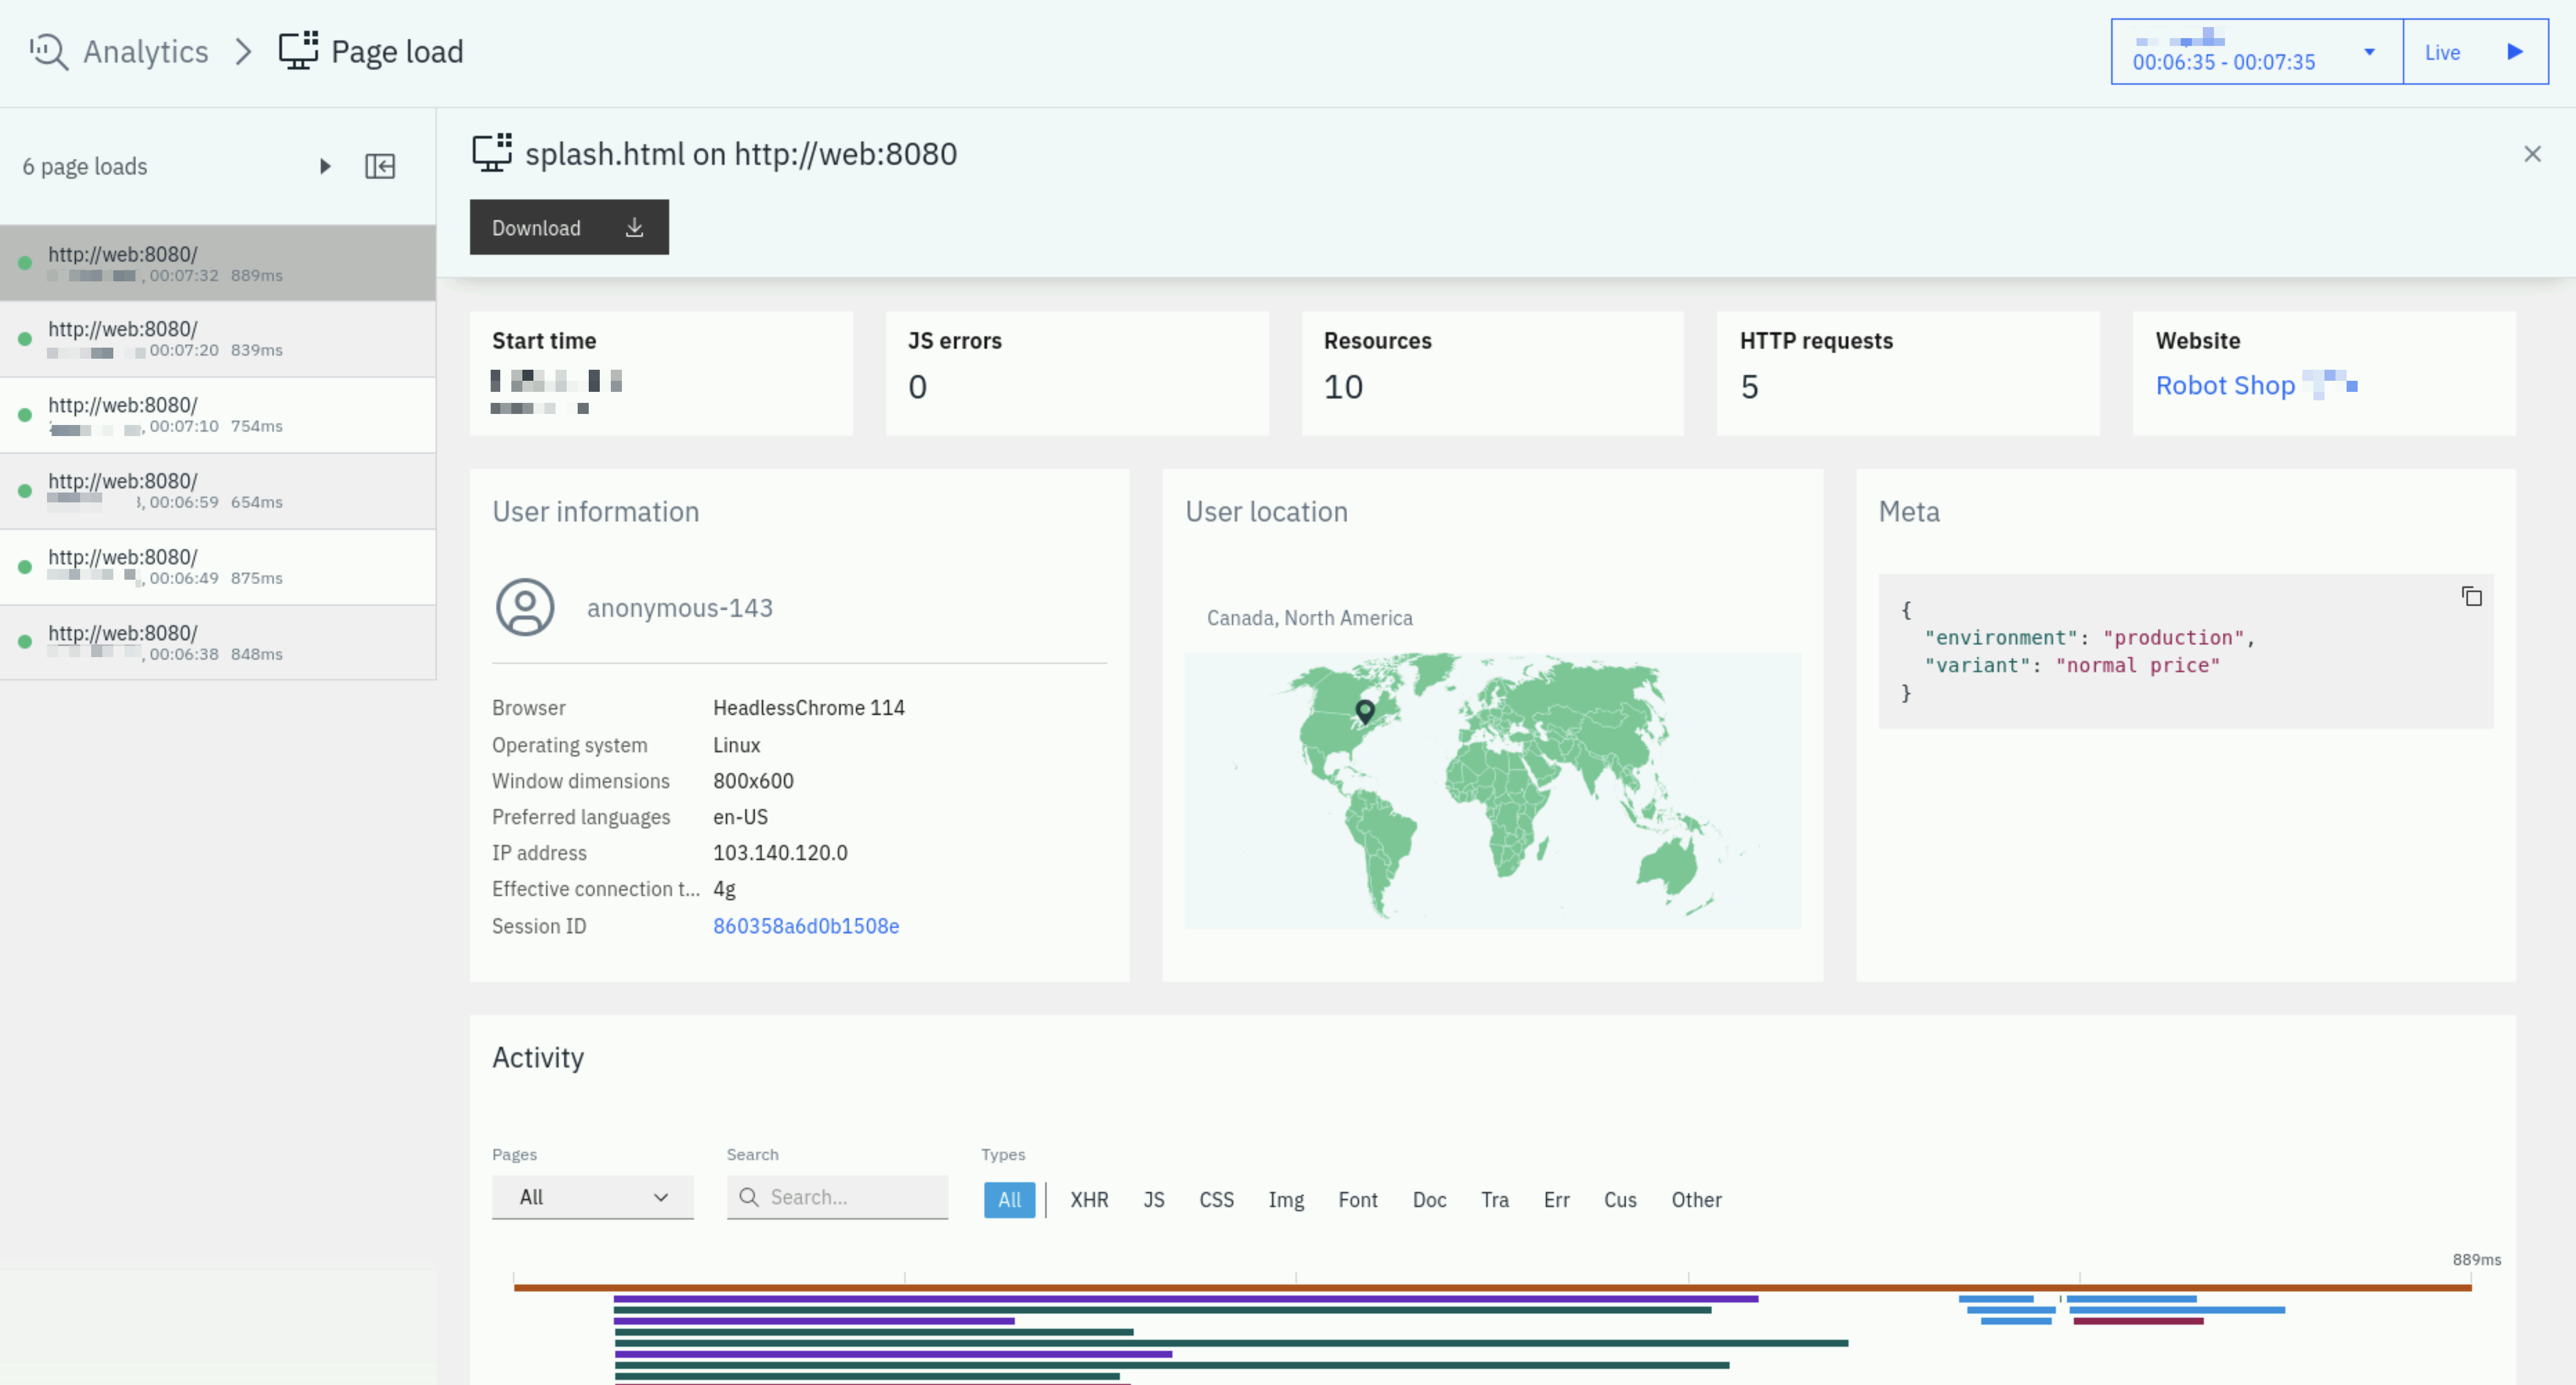 Analytics > Page load
00:06:35 - 00:07:35
Live
6 page loads
http://web:8080/
, 00:07:32 889ms
http://web:8080/
00:07:20 839ms
http://web:8080/
, 00:07:10 754ms
http://web:8080/
, 00:06:59 654ms
http://web:8080/
, 00:06:49 875ms
http://web:8080/
, 00:06:38 848ms
splash.html on http://web:8080
Download
Start time
JS errors
0
Resources
10
HTTP requests
5
Website
Robot Shop
User information
anonymous-143
Browser HeadlessChrome 114
Operating system Linux
Window dimensions 800x600
Preferred languages en-US
IP address 103.140.120.0
Effective connection t... 4g
Session ID 860358a6d0b1508e
User location
Canada, North America
Meta
{
"environment": "production",
"variant": "normal price"
}
Activity
Pages
All
Search
Search...
Types
All | XHR JS CSS Img Font Doc Tra Err Cus Other
889ms